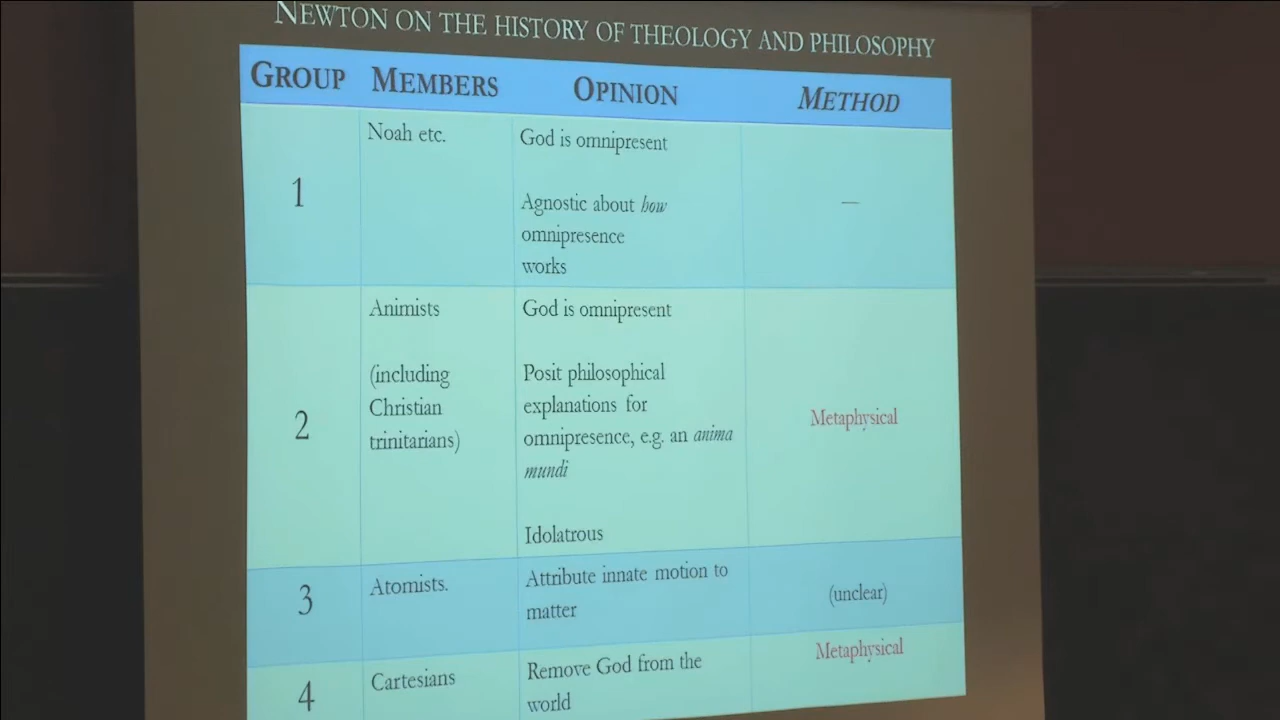 NEWTON ON THE HISTORY OF THEOLOGY AND PHILOSOPHY
GROUP MEMBERS OPINION METHOD
1
Noah etc.
God is omnipresent
Agnostic about how
omnipresence
works
—
2
Animists
(including
Christian
trinitarians)
God is omnipresent
Posit philosophical
explanations for
omnipresence, e.g. an anima
mundi
Idolatrous
Metaphysical
3
Atomists.
Attribute innate motion to
matter
(unclear)
4
Cartesians
Remove God from the
world
Metaphysical